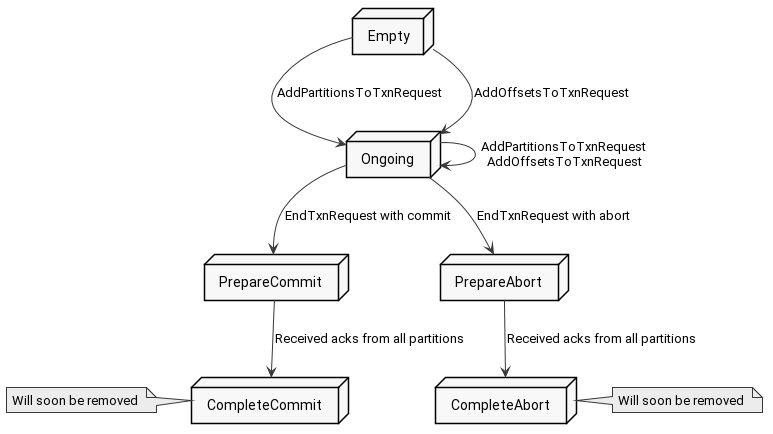 Empty
AddPartitionsToTxnRequest
AddOffsetsToTxnRequest
Ongoing
AddPartitionsToTxnRequest
AddOffsetsToTxnRequest
EndTxnRequest with commit
EndTxnRequest with abort
PrepareCommit
PrepareAbort
Received acks from all partitions
Received acks from all partitions
Will soon be removed
CompleteCommit
CompleteAbort
Will soon be removed